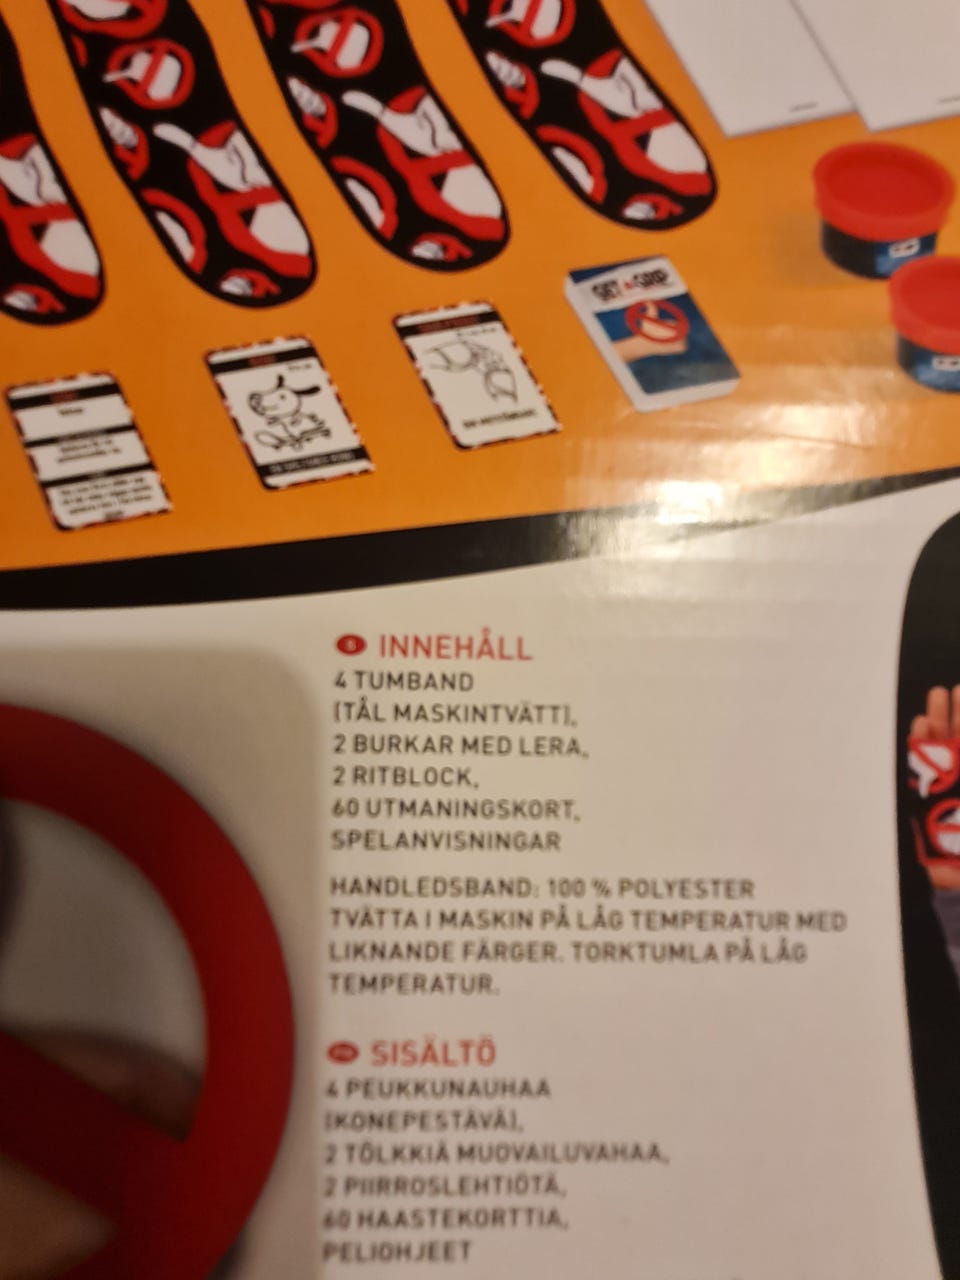 GET A GRIP
S INNEHÅLL
4 TUMBAND
(TÅL MASKINTVÄTT),
2 BURKAR MED LERA,
2 RITBLOCK,
60 UTMANINGSKORT,
SPELANVISNINGAR
HANDLEDSBAND: 100 % POLYESTER
TVÄTTA I MASKIN PÅ LÅG TEMPERATUR MED
LIKNANDE FÄRGER. TORKTUMLA PÅ LÅG
TEMPERATUR.
SISÄLTÖ
4 PEUKKUNAUHAA
(KONEPESTÄVÄ),
2 TÖLKKIÄ MUOVAILUVAHAA,
2 PIIRROSLEHTIÖTÄ,
60 HAASTEKORTTIA,
PELIOHJEET